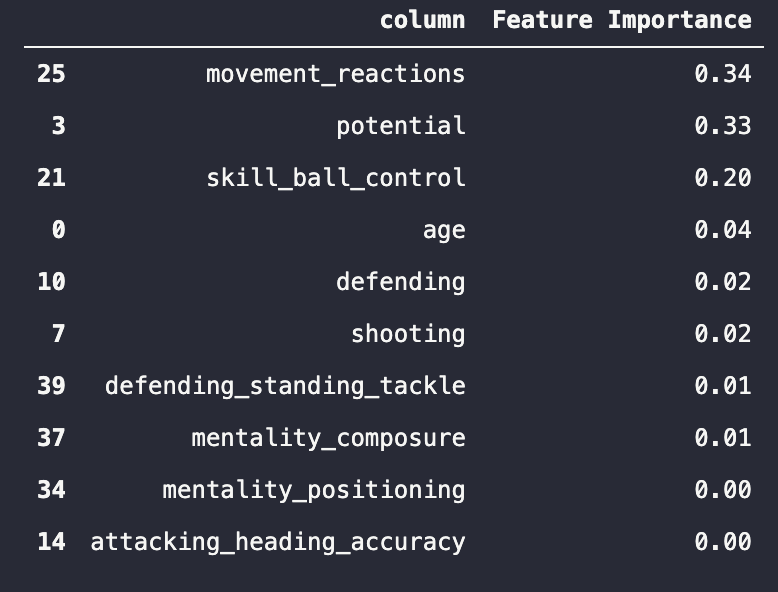 column Feature Importance
25 movement_reactions 0.34
3 potential 0.33
21 skill_ball_control 0.20
0 age 0.04
10 defending 0.02
7 shooting 0.02
39 defending_standing_tackle 0.01
37 mentality_composure 0.01
34 mentality_positioning 0.00
14 attacking_heading_accuracy 0.00